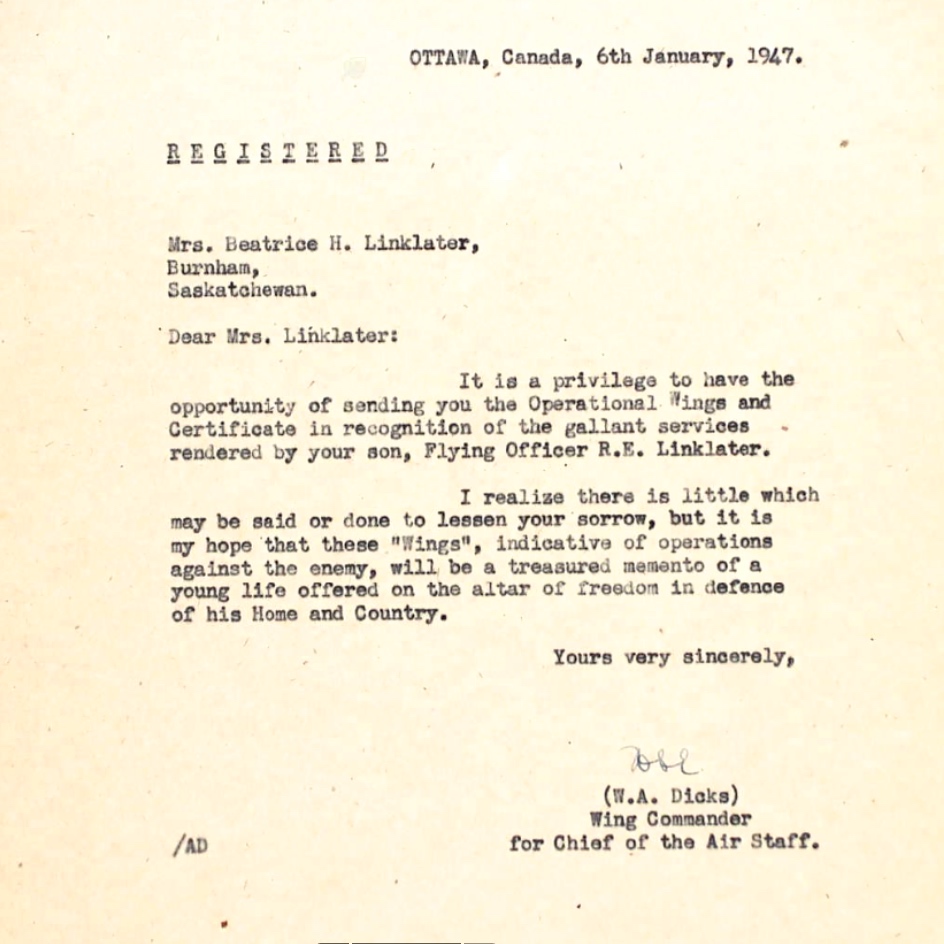 OTTAWA, Canada, 6th January, 1947.
R E G I S T E R E D
Mrs. Beatrice H. Linklater,
Burnham,
Saskatchewan.
Dear Mrs. Linklater:
It is a privilege to have the
opportunity of sending you the Operational Wings and
Certificate in recognition of the gallant services
rendered by your son, Flying Officer R.E. Linklater.
I realize there is little which
may be said or done to lessen your sorrow, but it is
my hope that these "Wings", indicative of operations
against the enemy, will be a treasured memento of a
young life offered on the altar of freedom in defence
of his Home and Country.
Yours very sincerely,
(W.A. Dicks)
Wing Commander
for Chief of the Air Staff.
/AD